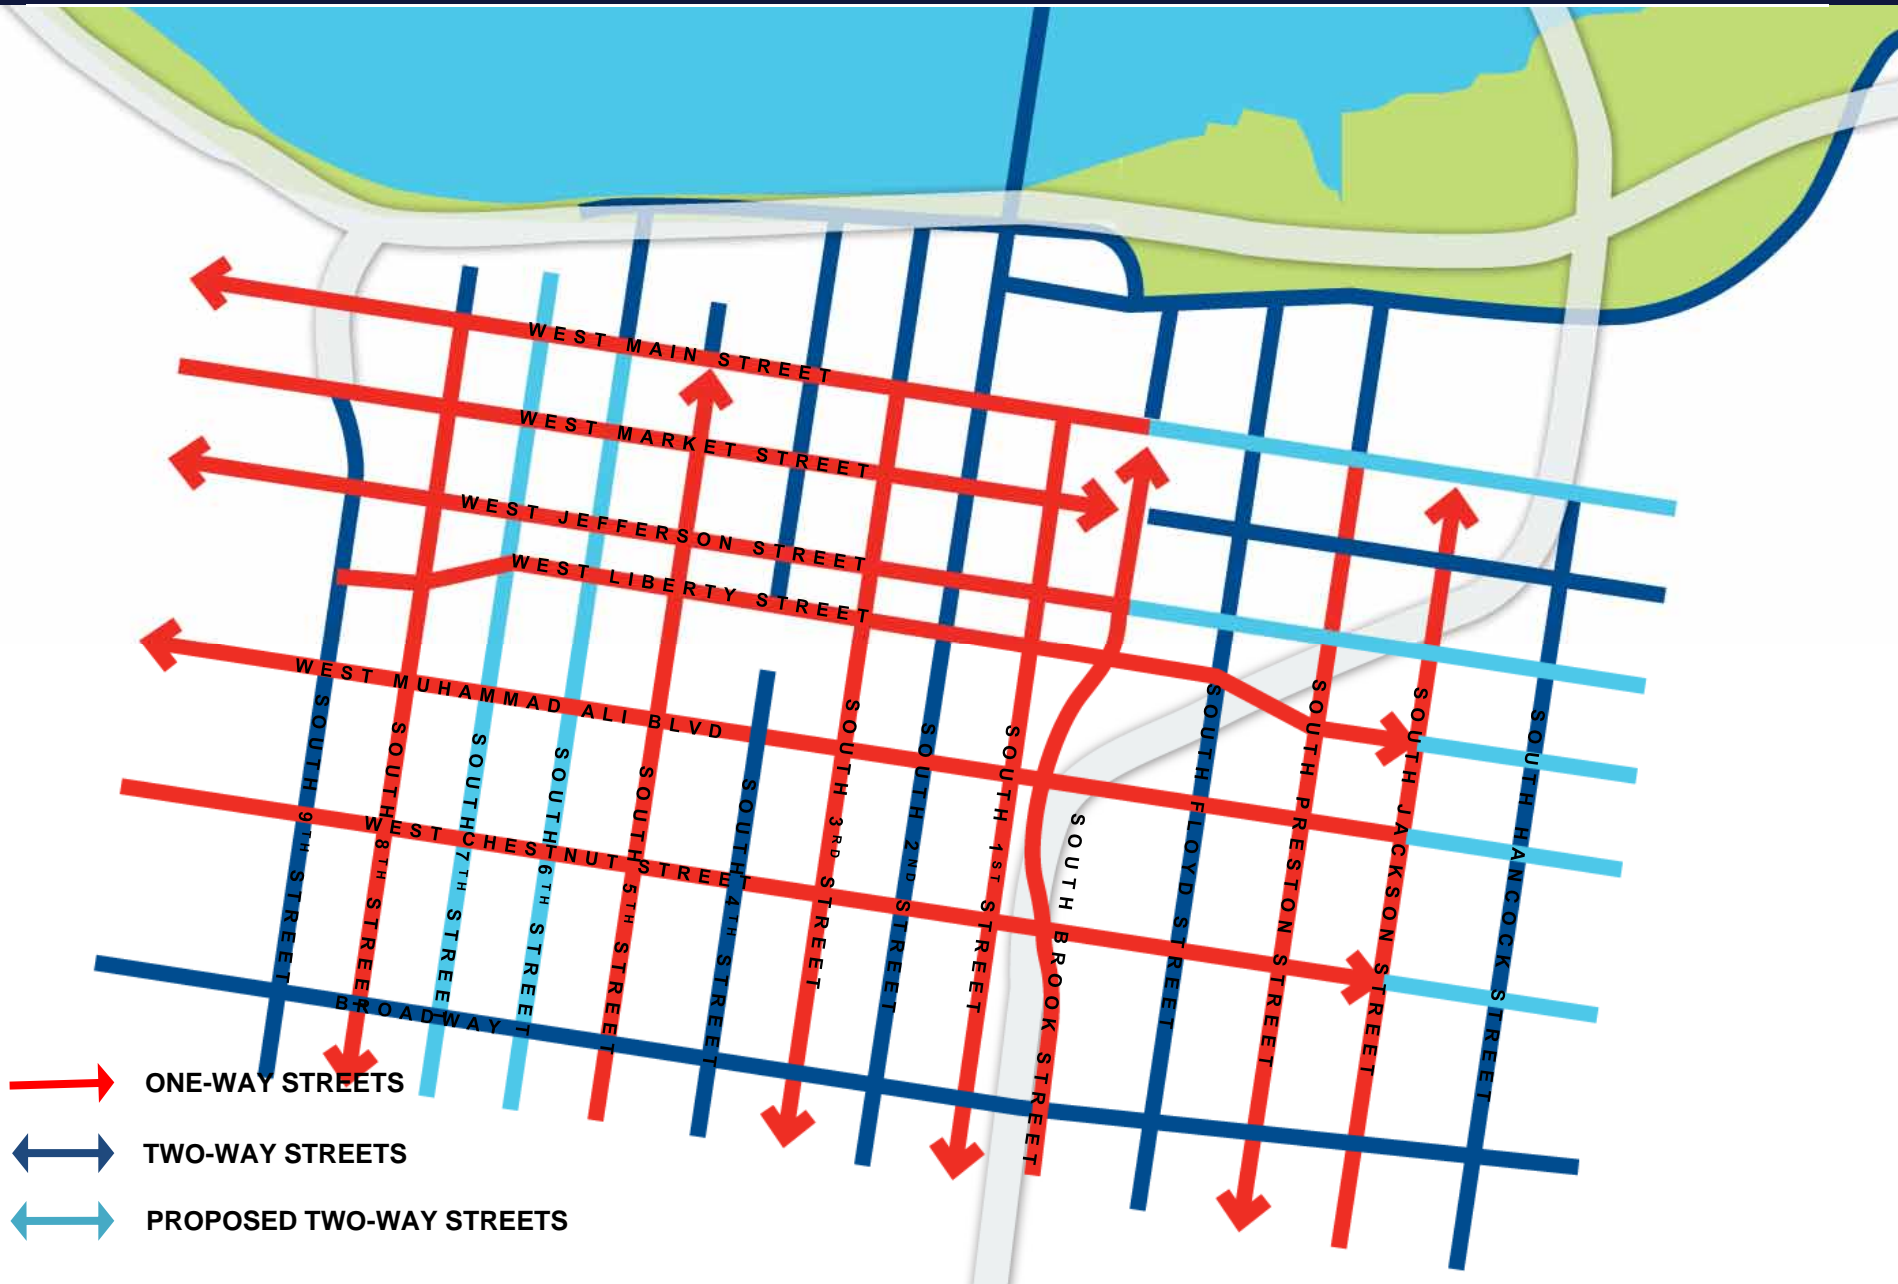 WEST MAIN STREET
WEST MARKET STREET
WEST JEFFERSON STREET
WEST LIBERTY STREET
WEST MUHAMMAD ALI BLVD
WEST CHESTNUT STREET
BROADWAY
SOUTH 9TH STREET
SOUTH 8TH STREET
SOUTH 7TH STREET
SOUTH 6TH STREET
SOUTH 5TH STREET
SOUTH 4TH STREET
SOUTH 3RD STREET
SOUTH 2ND STREET
SOUTH 1ST STREET
SOUTH BROOK STREET
SOUTH FLOYD STREET
SOUTH PRESTON STREET
SOUTH JACKSON STREET
SOUTH HANCOCK STREET
ONE-WAY STREETS
TWO-WAY STREETS
PROPOSED TWO-WAY STREETS